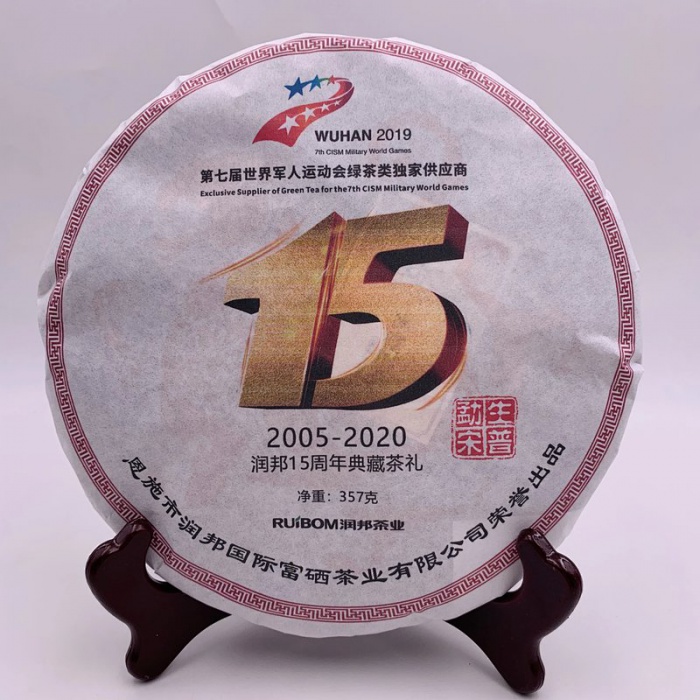 WUHAN 2019
7th CISM Military World Games
第七届世界军人运动会绿茶类独家供应商
Exclusive Supplier of Green Tea for the7th CISM Military World Games
15
2005-2020
润邦15周年典藏茶礼
勐宋
生普
净重：357克
RUiBOM润邦茶业
恩施市润邦国际富硒茶业有限公司荣誉出品